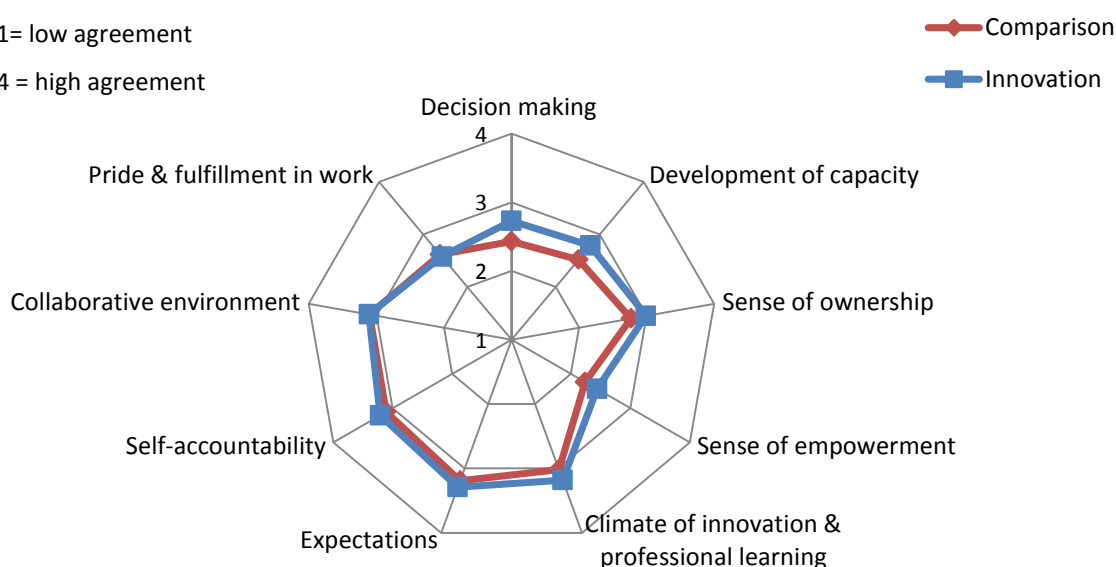 1= low agreement
4 = high agreement
Comparison
Innovation
Decision making
4
Pride & fulfillment in work
Development of capacity
3
2
Collaborative environment
Sense of ownership
1
Self-accountability
Sense of empowerment
Climate of innovation &
professional learning
Expectations